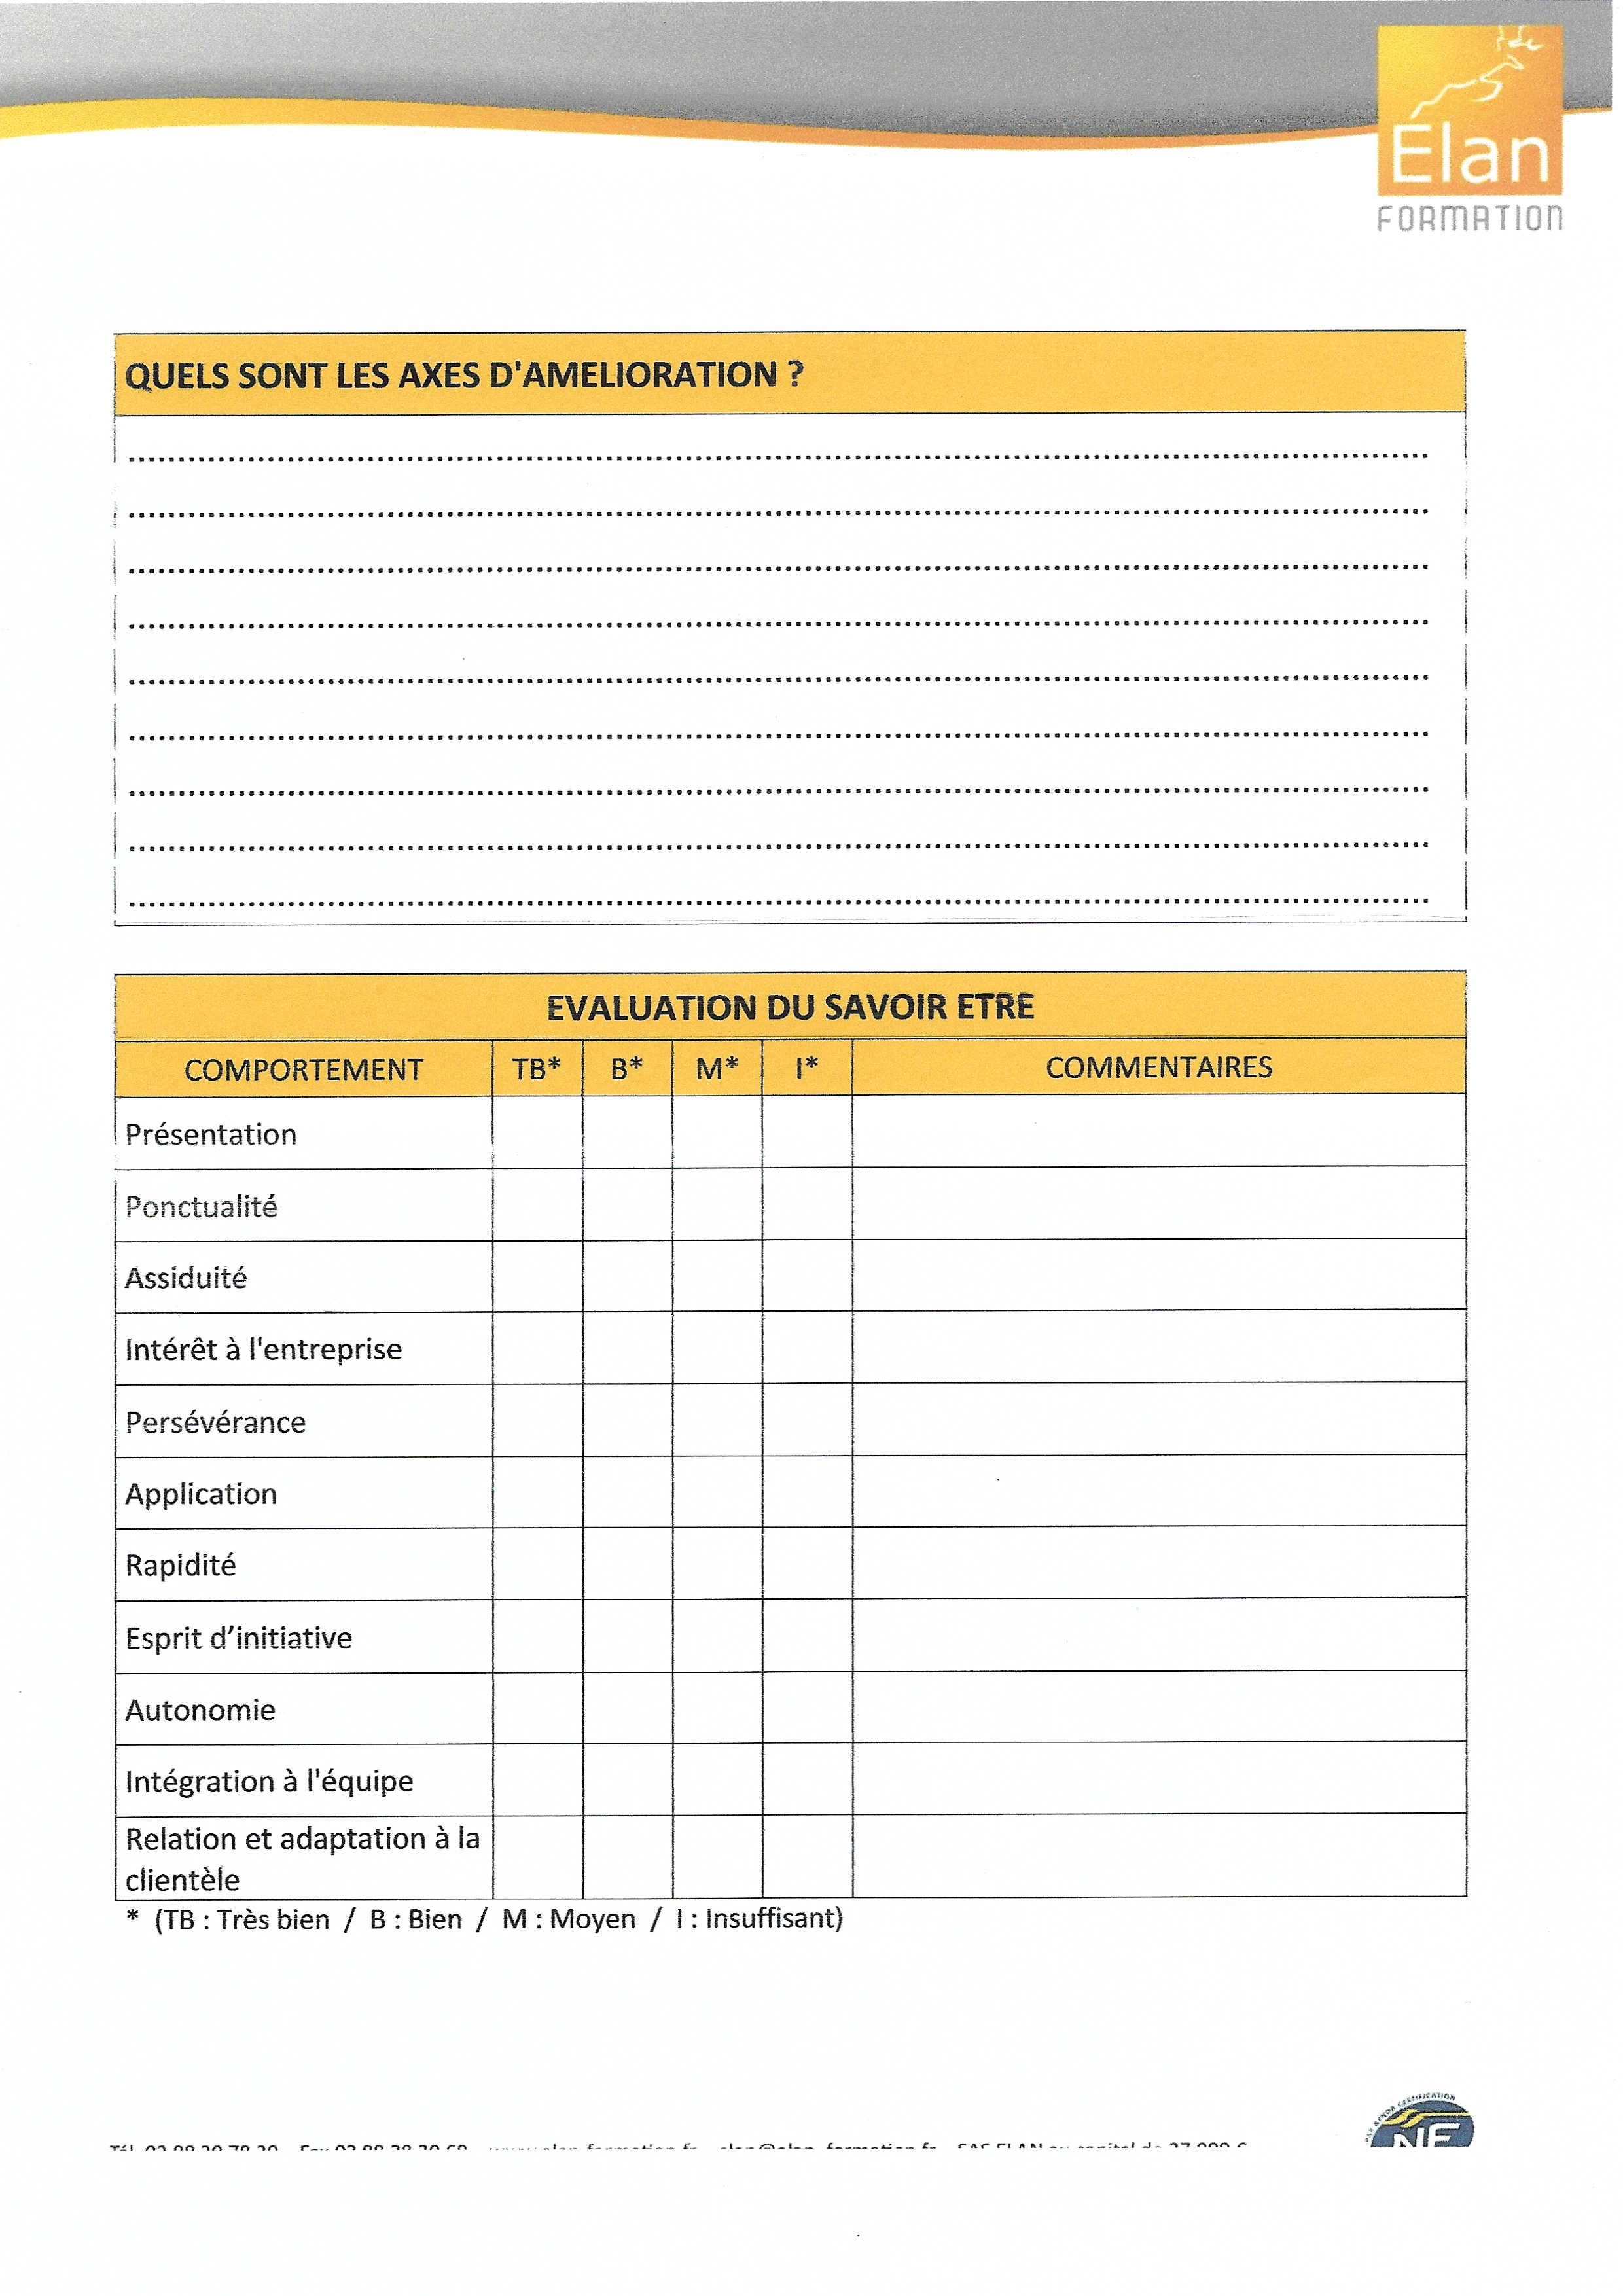 Élan
FORMATION
QUELS SONT LES AXES D'AMELIORATION ?
EVALUATION DU SAVOIR ETRE
COMPORTEMENT TB* B* M* I* COMMENTAIRES
Présentation
Ponctualité
Assiduité
Intérêt à l'entreprise
Persévérance
Application
Rapidité
Esprit d’initiative
Autonomie
Intégration à l'équipe
Relation et adaptation à la
clientèle
* (TB : Très bien / B : Bien / M : Moyen / I : Insuffisant)
NF